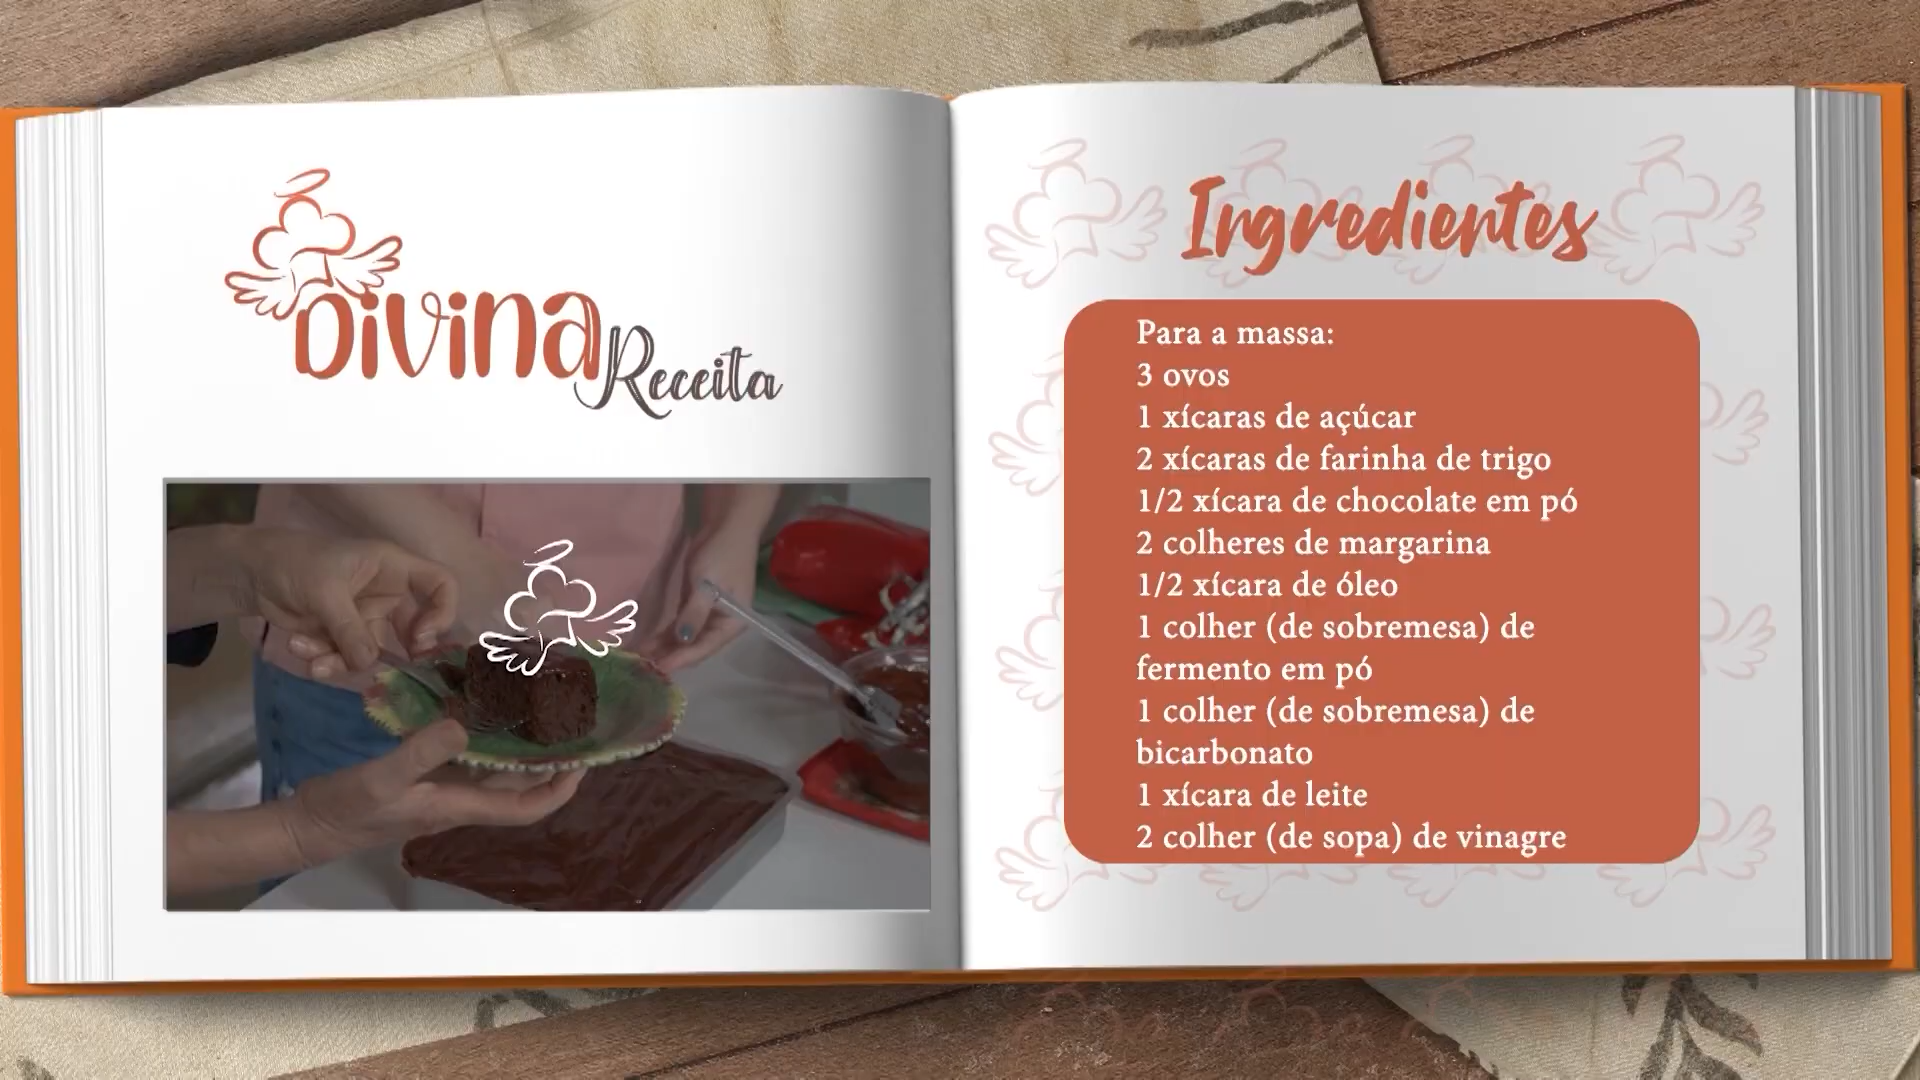 Divina
Receita
Ingredientes
Para a massa:
3 ovos
1 xícaras de açúcar
2 xícaras de farinha de trigo
1/2 xícara de chocolate em pó
2 colheres de margarina
1/2 xícara de óleo
1 colher (de sobremesa) de
fermento em pó
1 colher (de sobremesa) de
bicarbonato
1 xícara de leite
2 colher (de sopa) de vinagre